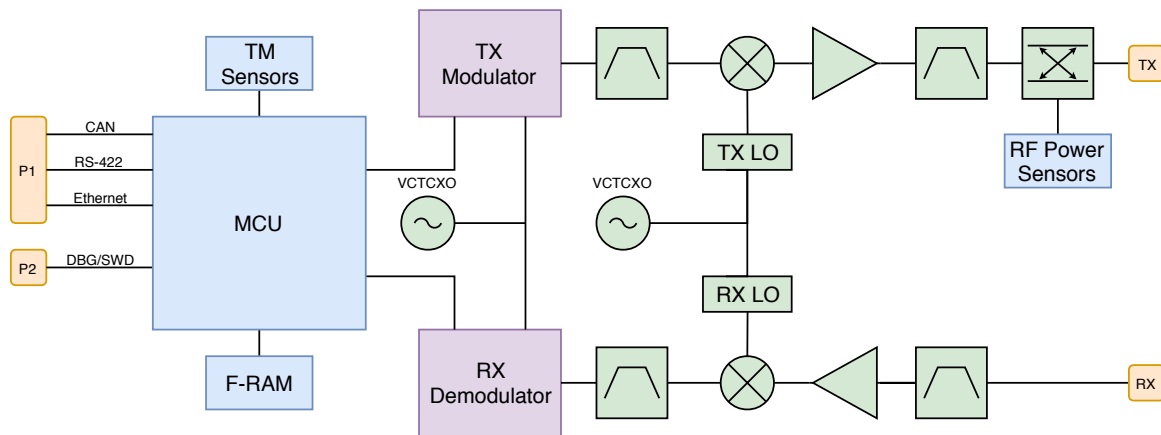 TM
Sensors
TX
Modulator
TX
P1
CAN
RS-422
Ethernet
MCU
VCTCXO
VCTCXO
TX LO
RF Power
Sensors
P2
DBG/SWD
RX LO
F-RAM
RX
Demodulator
RX